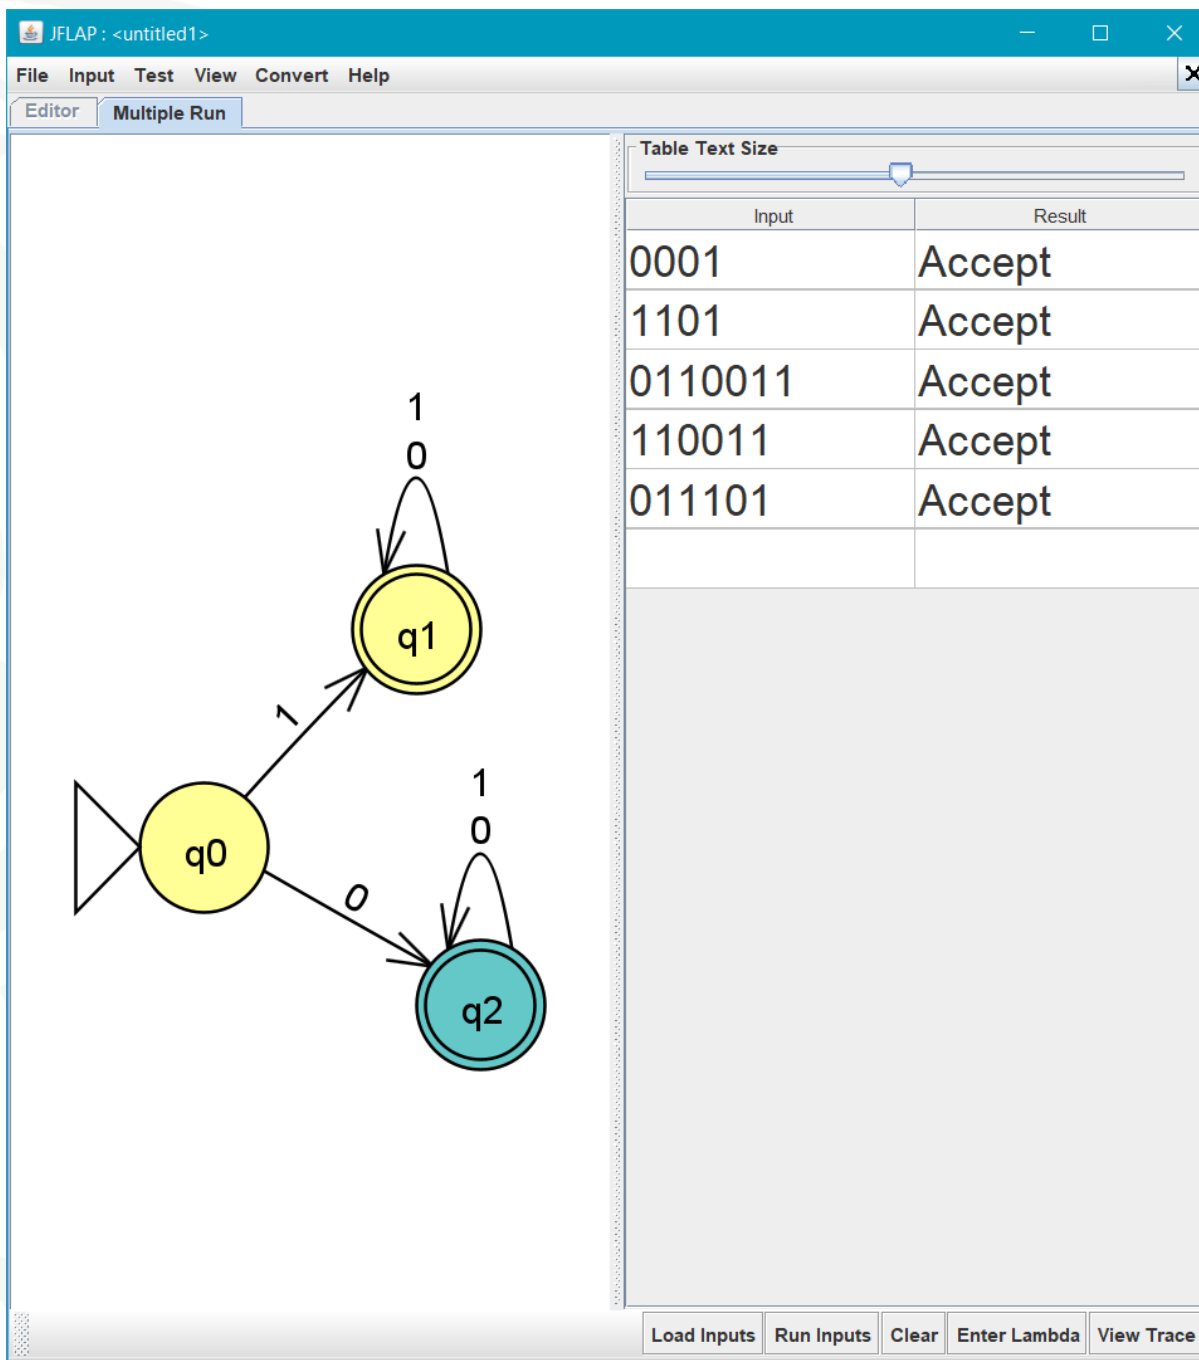 JFLAP : <untitled1>
File Input Test View Convert Help
Editor Multiple Run
Table Text Size
Input Result
0001 Accept
1101 Accept
0110011 Accept
110011 Accept
011101 Accept
1
0
q1
1
1
0
q0
0
q2
Load Inputs Run Inputs Clear Enter Lambda View Trace